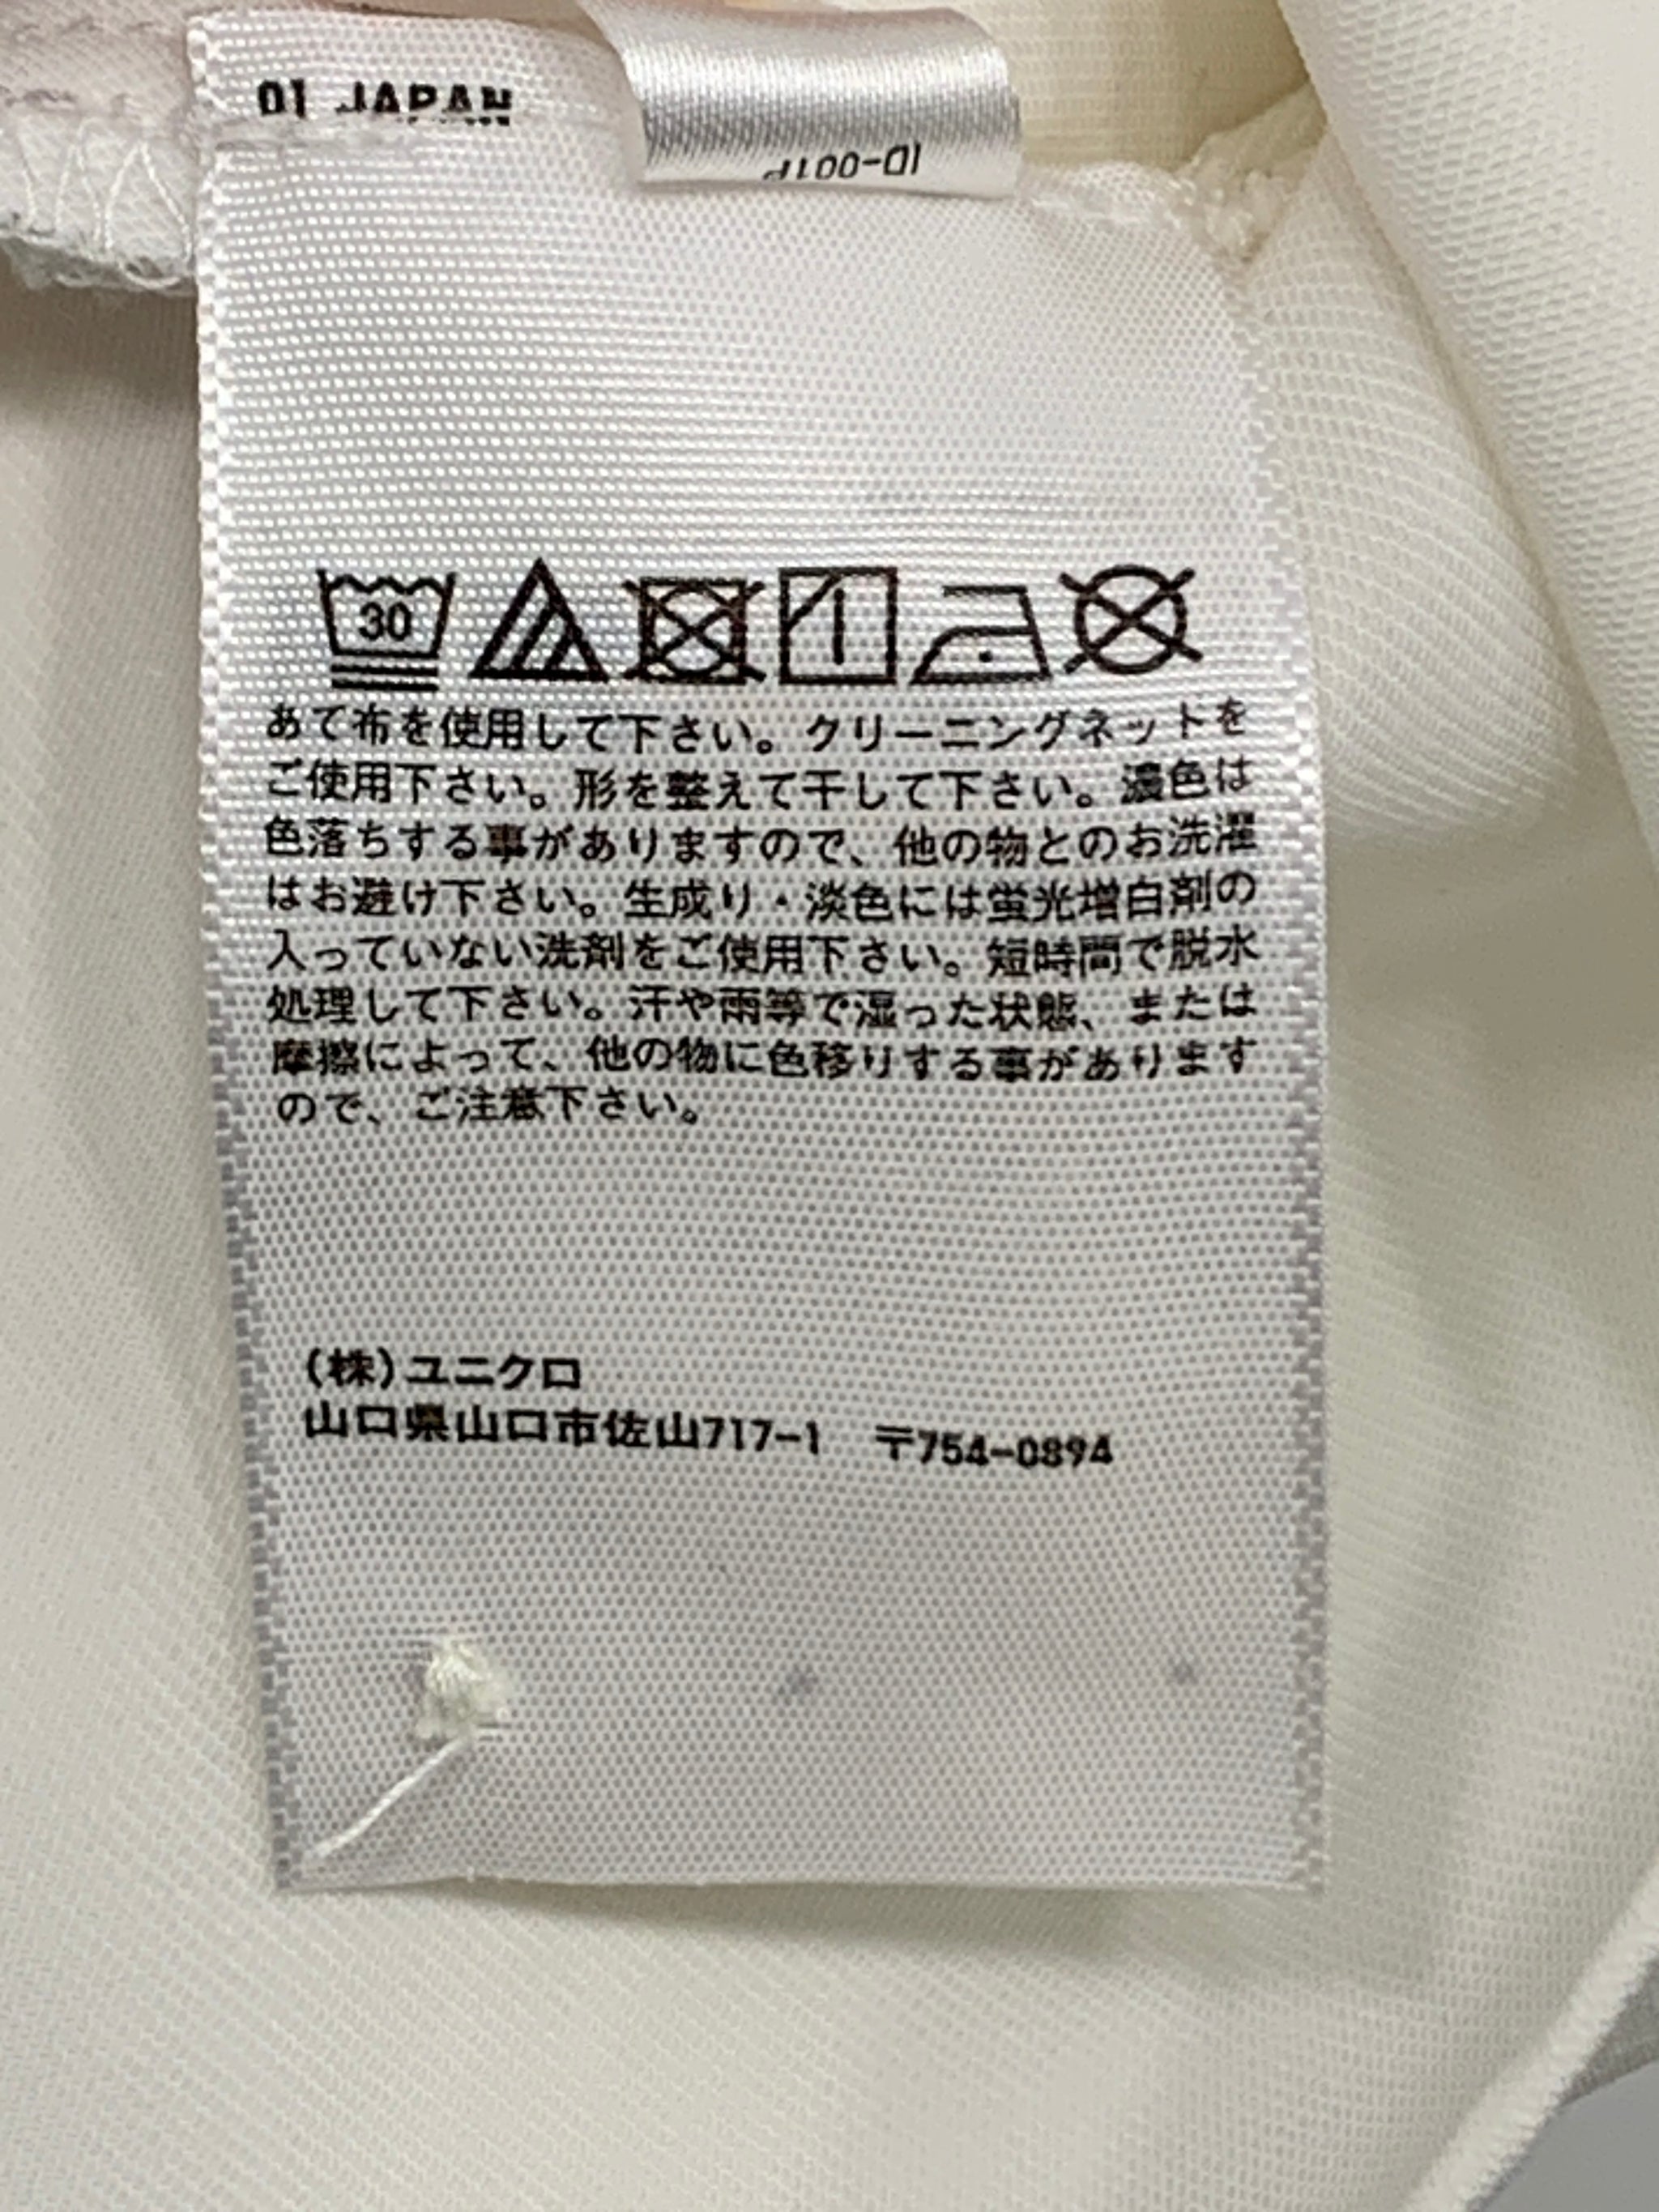 01 JAPAN
ID-001P
30
あて布を使用して下さい。クリーニングネットを
ご使用下さい。形を整えて干して下さい。濃色は
色落ちする事がありますので、他の物とのお洗濯
はお避け下さい。生成り・淡色には蛍光増白剤の
入っていない洗剤をご使用下さい。短時間で脱水
処理して下さい。汗や雨等で湿った状態、または
摩擦によって、他の物に色移りする事があります
ので、ご注意下さい。
(株)ユニクロ
山口県山口市佐山717-1 〒754-0894